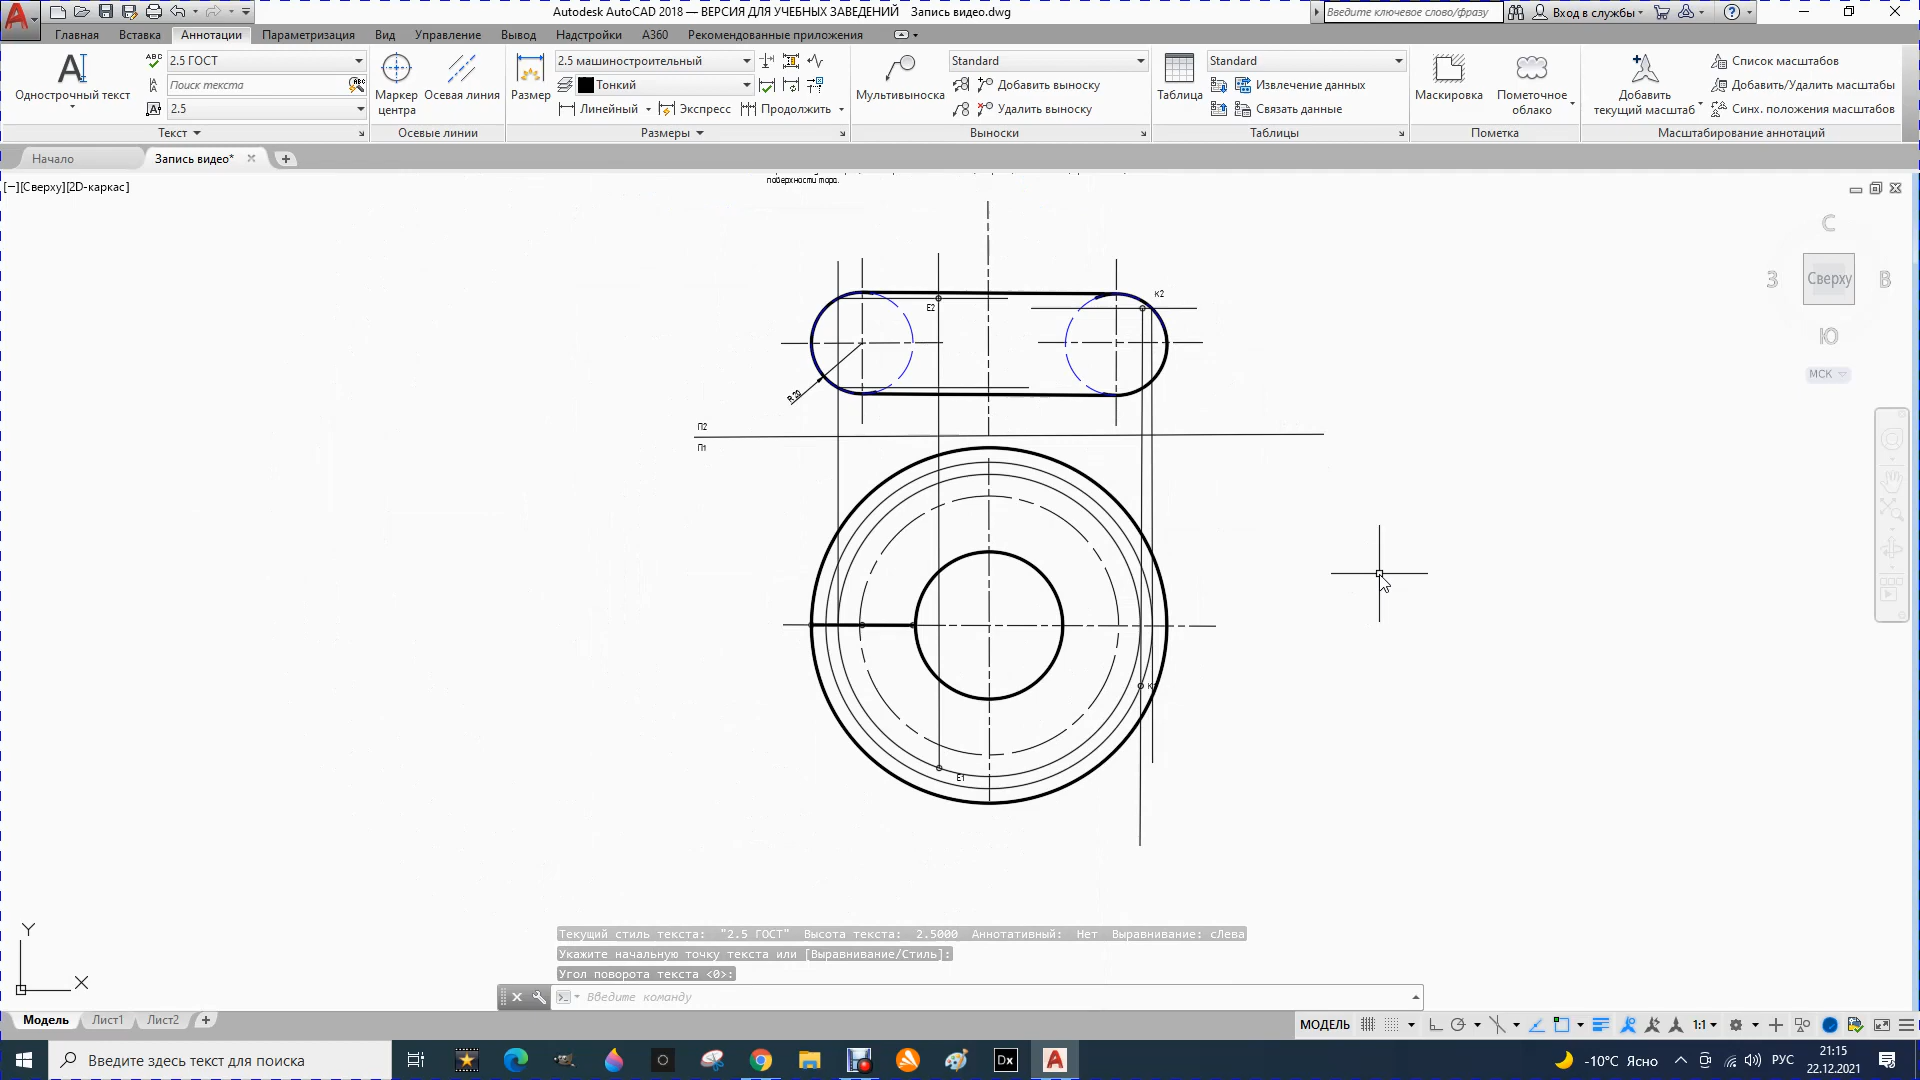 Autodesk AutoCAD 2018 — ВЕРСИЯ ДЛЯ УЧЕБНЫХ ЗАВЕДЕНИЙ Запись видео.dwg
Введите ключевое слово/фразу
Вход в службы
Главная Вставка Аннотации Параметризация Вид Управление Вывод Надстройки A360 Рекомендованные приложения
Однострочный текст
2.5 ГОСТ
Поиск текста
2.5
Текст
Маркер центра
Осевая линия
Осевые линии
Размер
2.5 машиностроительный
Тонкий
Линейный Экспресс Продолжить
Размеры
Мультивыноска
Standard
Добавить выноску
Удалить выноску
Выноски
Таблица
Standard
Извлечение данных
Связать данные
Таблицы
Маскировка
Пометочное облако
Пометка
Добавить текущий масштаб
Список масштабов
Добавить/Удалить масштабы
Синх. положения масштабов
Масштабирование аннотаций
Начало
Запись видео*
[−][Сверху][2D-каркас]
поверхности тора.
С
З Сверху В
Ю
МСК
E2
K2
R20
П2
П1
E1
Y
X
Текущий стиль текста: "2.5 ГОСТ" Высота текста: 2.5000 Аннотативный: Нет Выравнивание: сЛева
Укажите начальную точку текста или [Выравнивание/Стиль]:
Угол поворота текста <0>:
Введите команду
Модель Лист1 Лист2
МОДЕЛЬ
1:1
Введите здесь текст для поиска
Dx
-10°C Ясно
РУС
21:15
22.12.2021